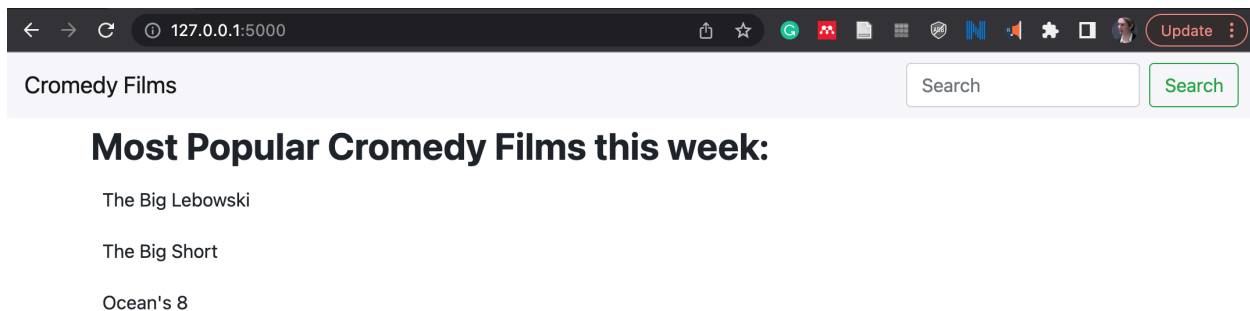 127.0.0.1:5000
Update
Cromedy Films
Search
Search
Most Popular Cromedy Films this week:
The Big Lebowski
The Big Short
Ocean's 8